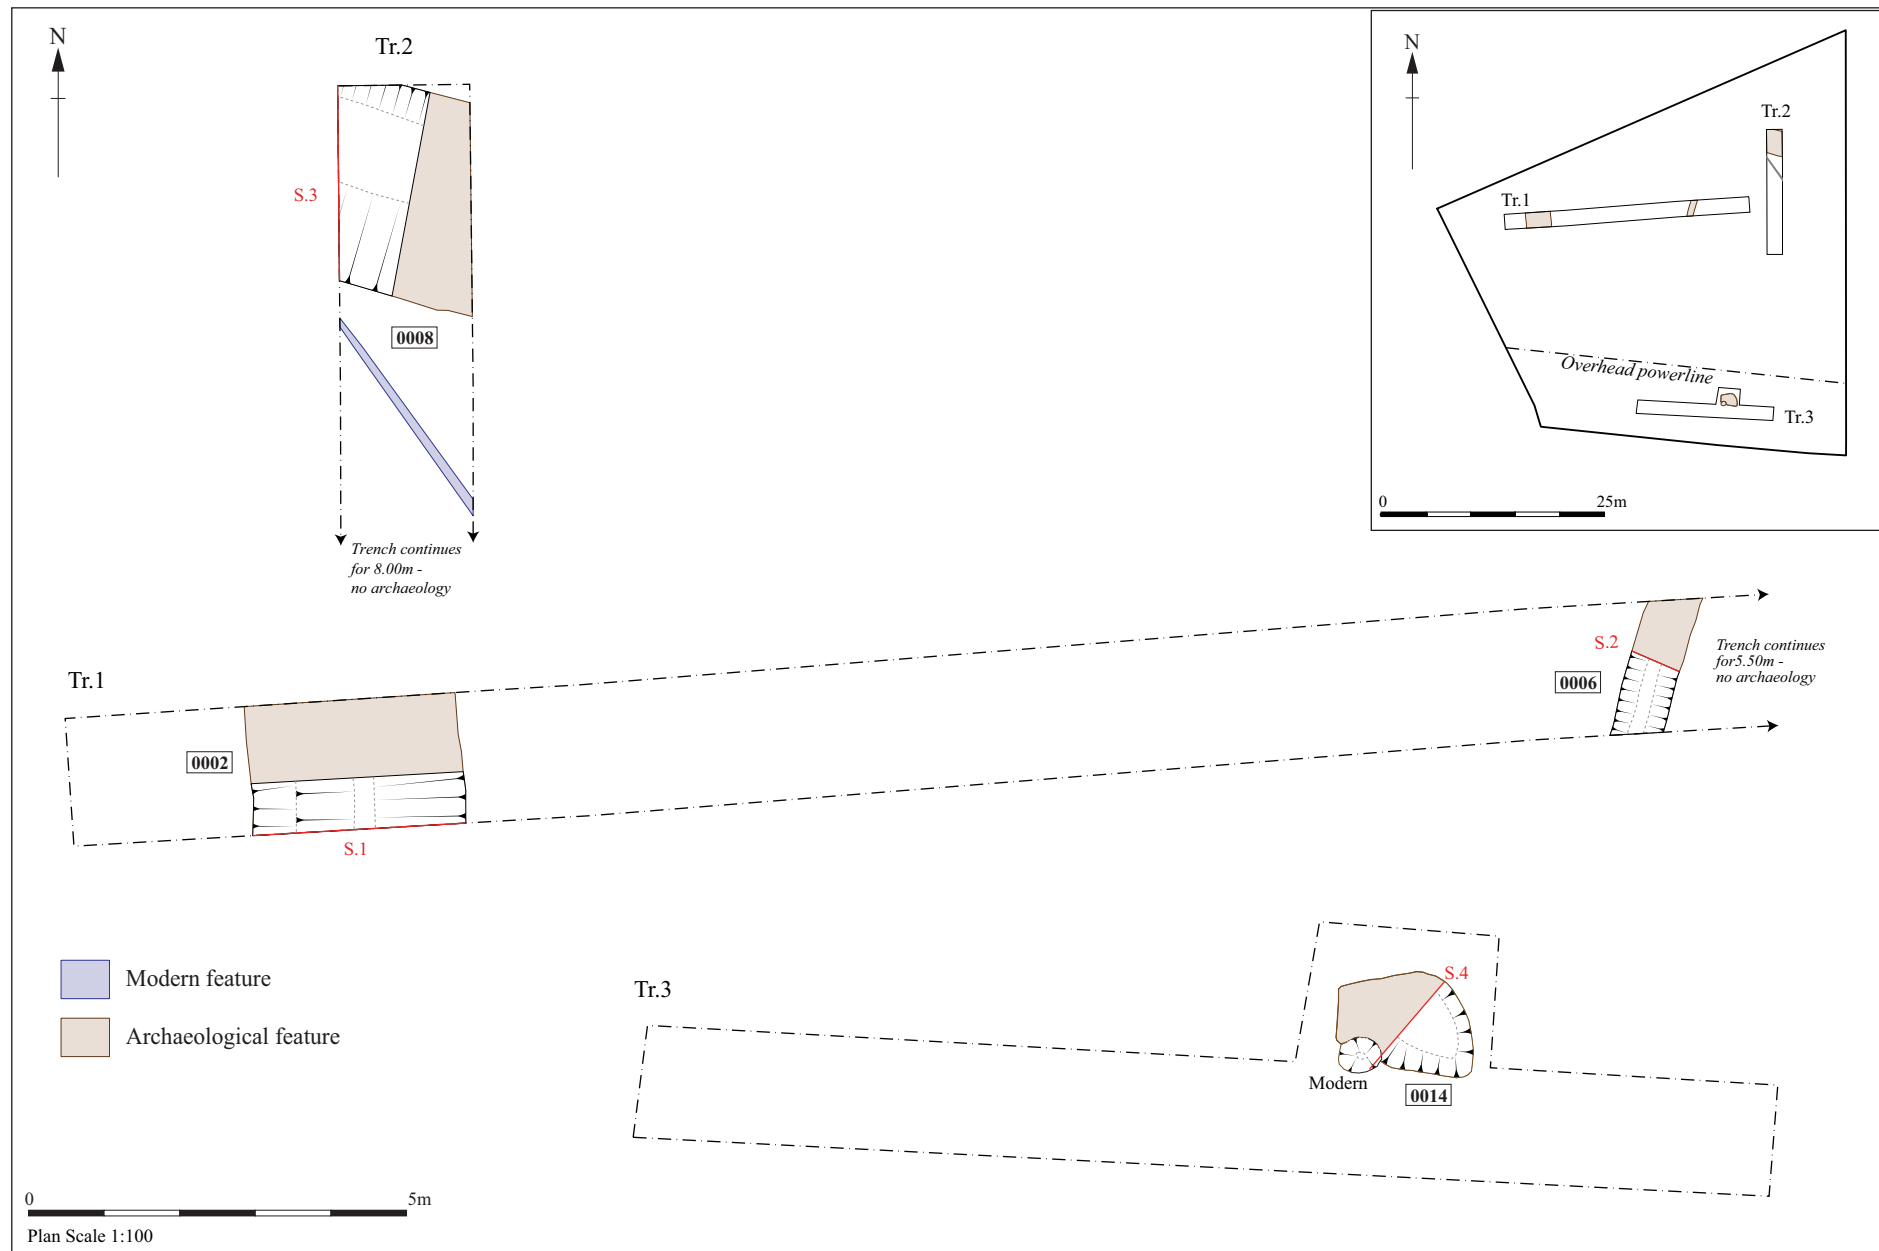 N
Tr.2
S.3
0008
Trench continues
for 8.00m -
no archaeology
N
Tr.2
Tr.1
Overhead powerline
Tr.3
0 25m
Tr.1
0002
S.1
S.2
0006
Trench continues
for5.50m -
no archaeology
Modern feature
Archaeological feature
Tr.3
S.4
Modern
0014
0 5m
Plan Scale 1:100